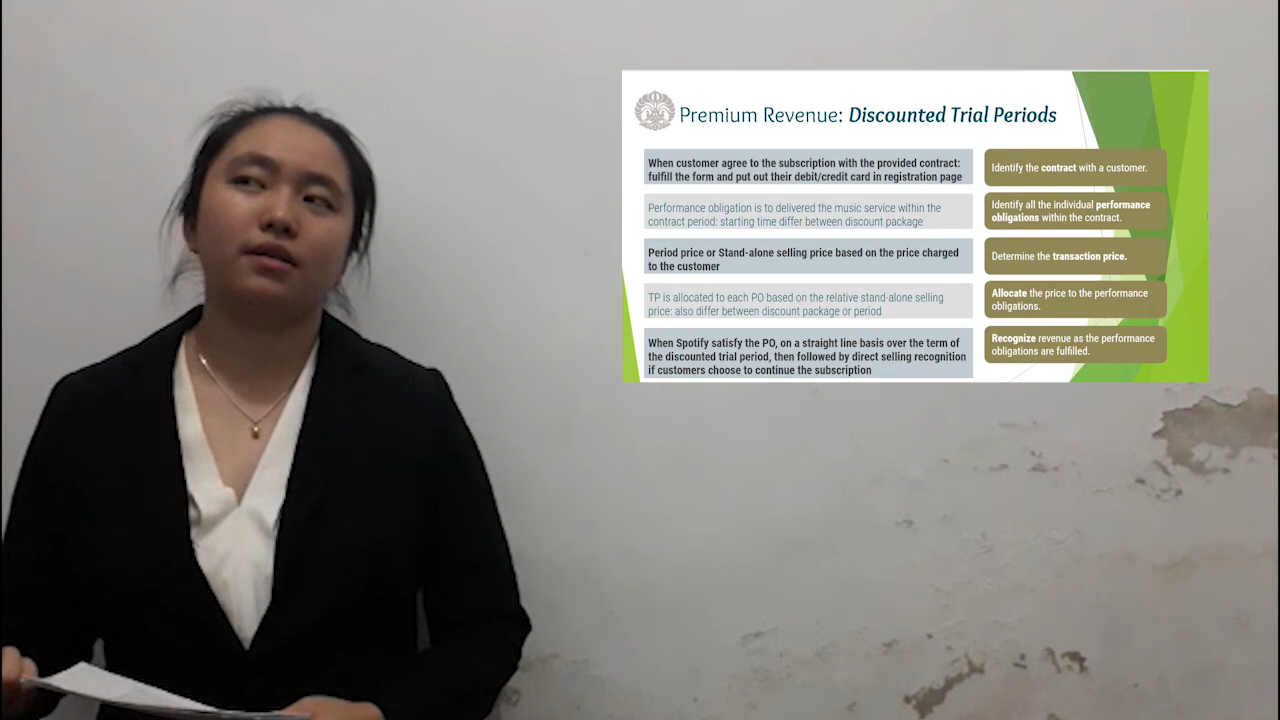 Premium Revenue: Discounted Trial Periods
When customer agree to the subscription with the provided contract:
fulfill the form and put out their debit/credit card in registration page
Identify the contract with a customer.
Performance obligation is to delivered the music service within the
contract period: starting time differ between discount package
Identify all the individual performance
obligations within the contract.
Period price or Stand-alone selling price based on the price charged
to the customer
Determine the transaction price.
TP is allocated to each PO based on the relative stand-alone selling
price: also differ between discount package or period
Allocate the price to the performance
obligations.
When Spotify satisfy the PO, on a straight line basis over the term of
the discounted trial period, then followed by direct selling recognition
if customers choose to continue the subscription
Recognize revenue as the performance
obligations are fulfilled.